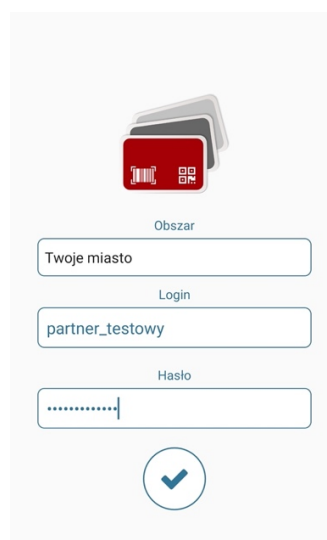 Obszar
Twoje miasto
Login
partner_testowy
Hasło
•••••••••••••